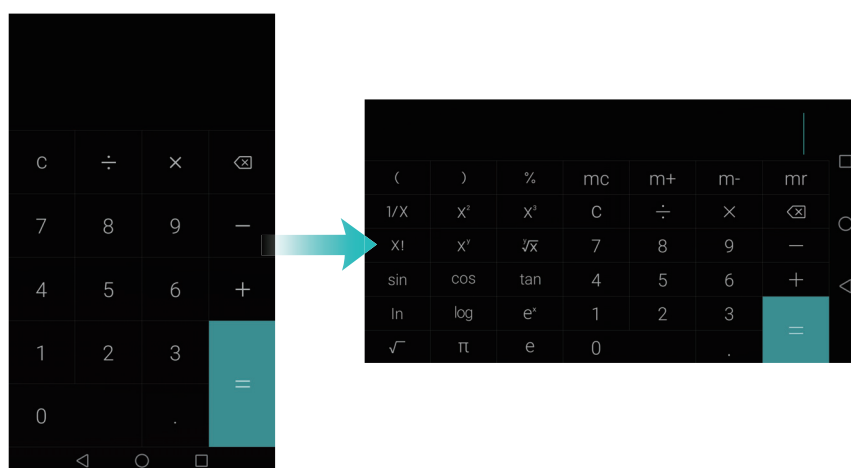 C ÷ ×
7 8 9 −
4 5 6 +
1 2 3
=
0 .
( ) % mc m+ m- mr
1/X X² X³ C ÷ ×
X! Xʸ ʸ√x 7 8 9 −
sin cos tan 4 5 6 +
ln log eˣ 1 2 3
=
√ π e 0 .